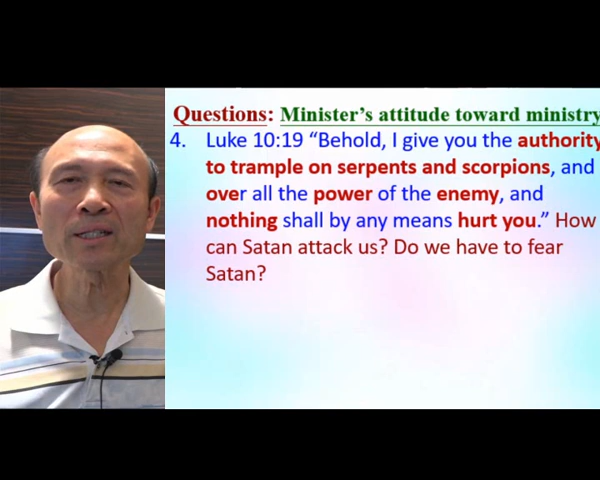 Questions: Minister's attitude toward ministry
4. Luke 10:19 “Behold, I give you the authority
to trample on serpents and scorpions, and
over all the power of the enemy, and
nothing shall by any means hurt you.” How
can Satan attack us? Do we have to fear
Satan?